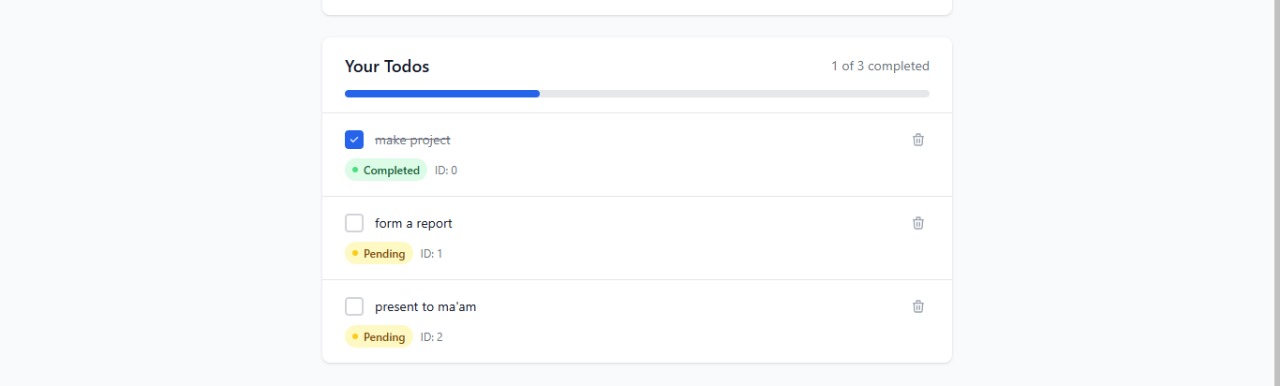 Your Todos
1 of 3 completed
make project
Completed ID: 0
form a report
Pending ID: 1
present to ma'am
Pending ID: 2